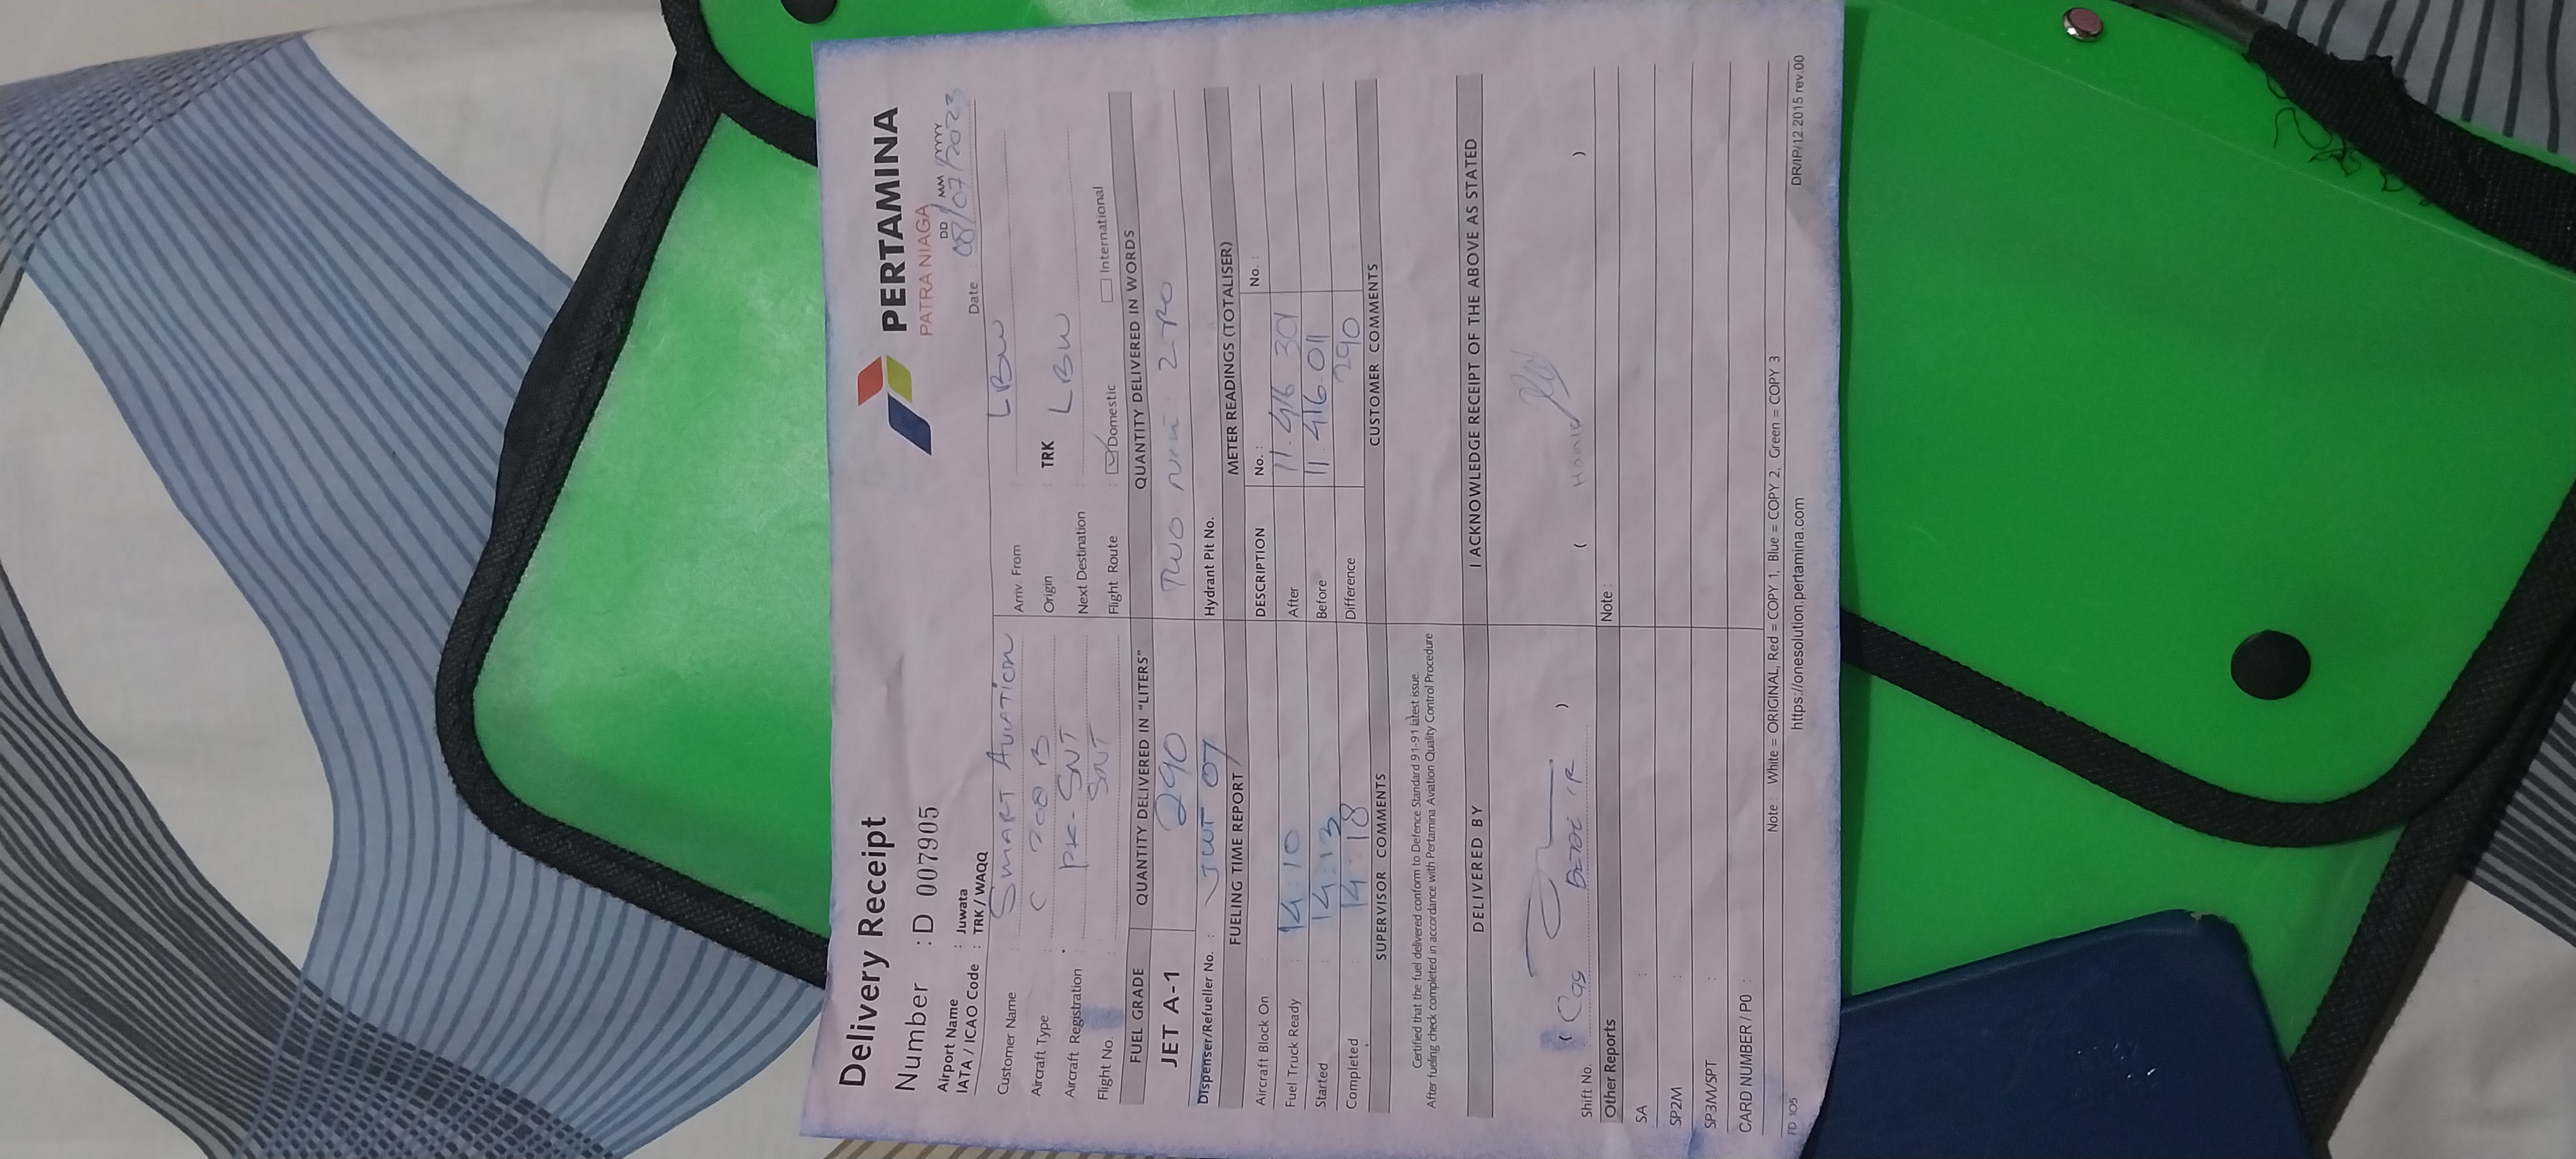 Delivery Receipt
PERTAMINA
PATRA NIAGA
Number : D 007905
DD MM YYYY
Date : 08/07/2023
Airport Name : Juwata
IATA / ICAO Code : TRK / WAQQ
Customer Name : SMART AVIATION
Arriv From : LBW
Aircraft Type : C 208 B
Origin : TRK
Aircraft Registration : PK-SNT
Next Destination : LBW
Flight No. : SNT
Flight Route : Domestic International
FUEL GRADE QUANTITY DELIVERED IN "LITERS" QUANTITY DELIVERED IN WORDS
JET A-1 290 TWO
Dispenser/Refueller No. : JWT 07 Hydrant Pit No.
FUELING TIME REPORT METER READINGS (TOTALISER)
Aircraft Block On : DESCRIPTION No. : No. :
Fuel Truck Ready : 14:10 After 11.416 301
Started : 14:13 Before 11.416.011
Completed : 14:18 Difference 290
SUPERVISOR COMMENTS CUSTOMER COMMENTS
Certified that the fuel delivered conform to Defence Standard 91-91 latest issue.
After fueling check completed in accordance with Pertamina Aviation Quality Control Procedure
DELIVERED BY I ACKNOWLEDGE RECEIPT OF THE ABOVE AS STATED
Shift No. ( ) ( )
Other Reports Note :
SA :
SP2M :
SP3M/SPT :
CARD NUMBER / PO :
Note White = ORIGINAL, Red = COPY 1, Blue = COPY 2, Green = COPY 3
FD 105 https://onesolution.pertamina.com DR/IP/12 2015 rev.00